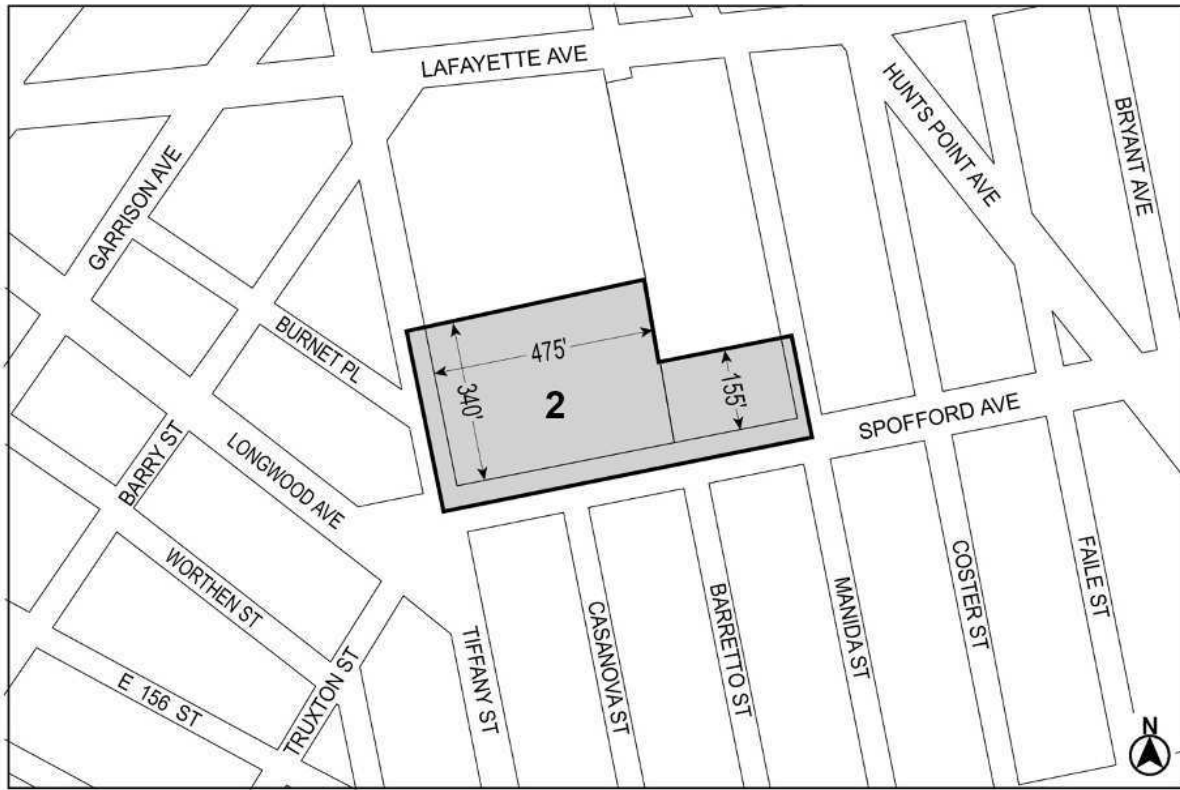 LAFAYETTE AVE
HUNTS POINT AVE
BRYANT AVE
GARRISON AVE
BURNET PL
475'
340'
2
155'
SPOFFORD AVE
BARRY ST
LONGWOOD AVE
WORTHEN ST
E 156 ST
TRUXTON ST
TIFFANY ST
CASANOVA ST
BARRETTO ST
MANIDA ST
COSTER ST
FAILE ST
N